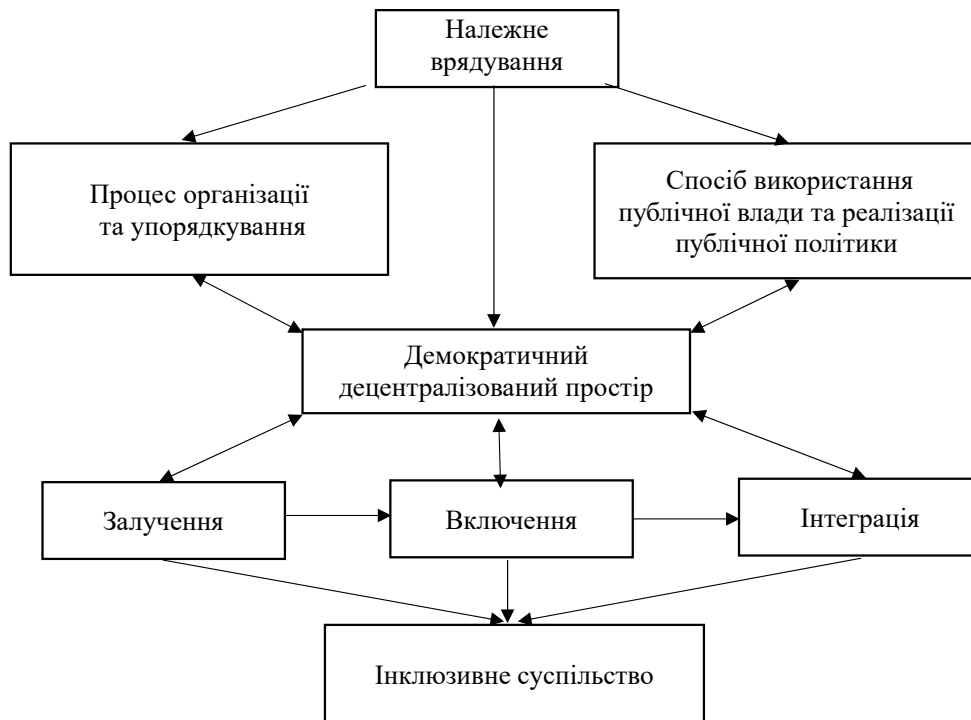 Належне
врядування
Процес організації
та упорядкування
Спосіб використання
публічної влади та реалізації
публічної політики
Демократичний
децентралізований простір
Залучення
Включення
Інтеграція
Інклюзивне суспільство